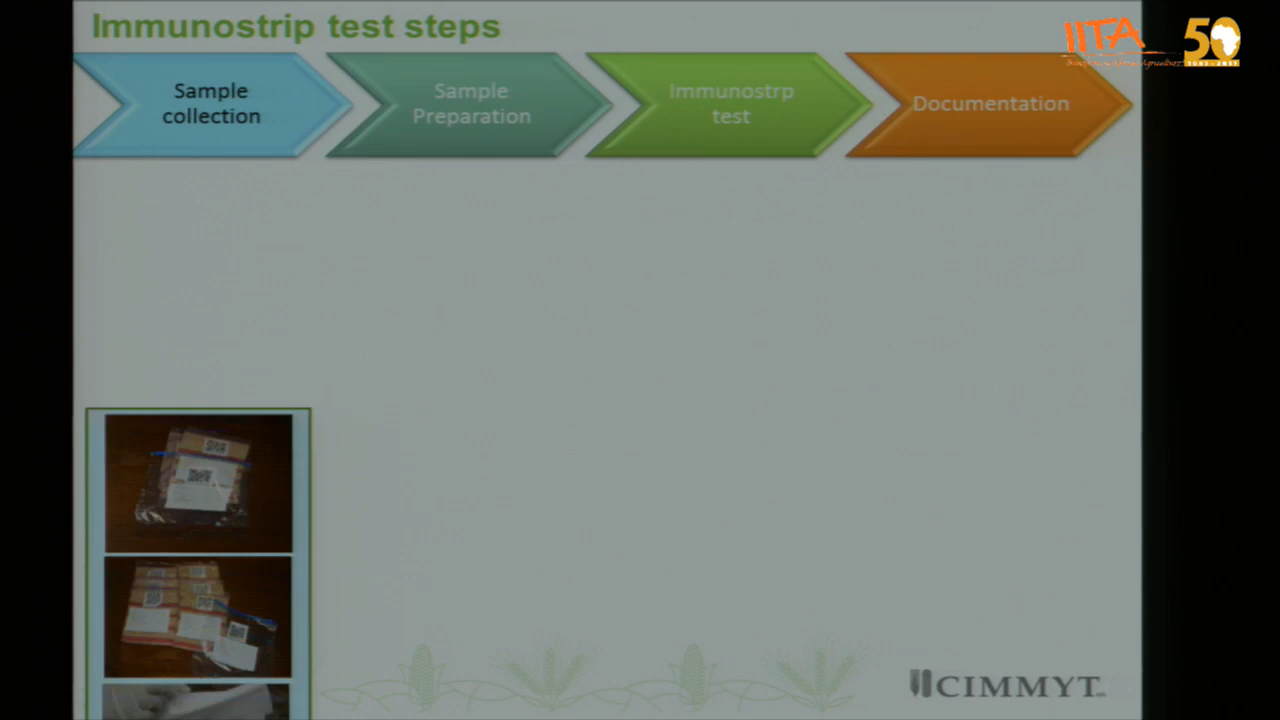 Immunostrip test steps
IITA
50
Sample
collection
Sample
Preparation
Immunostrp
test
Documentation
CIMMYT